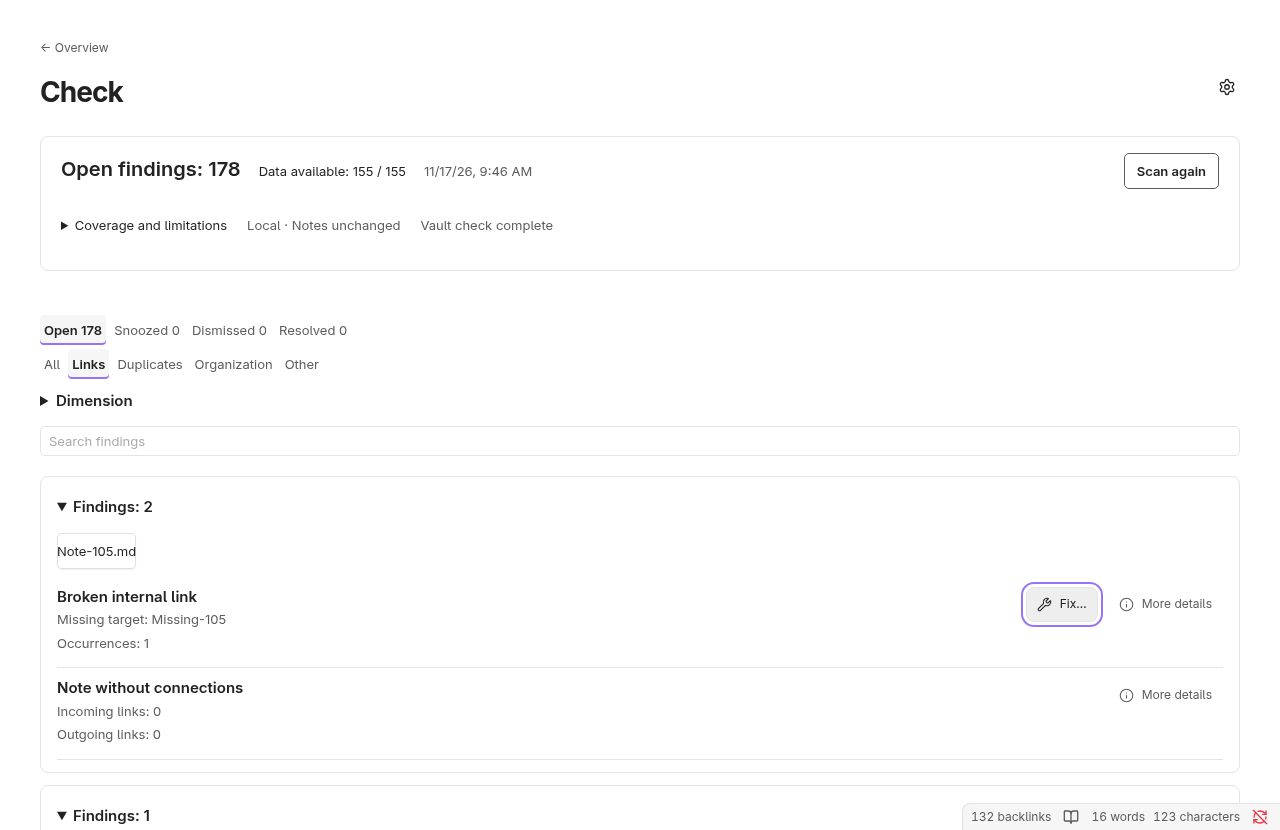 ← Overview
Check
Open findings: 178 Data available: 155 / 155 11/17/26, 9:46 AM Scan again
Coverage and limitations Local · Notes unchanged Vault check complete
Open 178 Snoozed 0 Dismissed 0 Resolved 0
All Links Duplicates Organization Other
Dimension
Search findings
Findings: 2
Note-105.md
Broken internal link
Missing target: Missing-105
Occurrences: 1
Fix... More details
Note without connections
Incoming links: 0
Outgoing links: 0
More details
Findings: 1
132 backlinks 16 words 123 characters